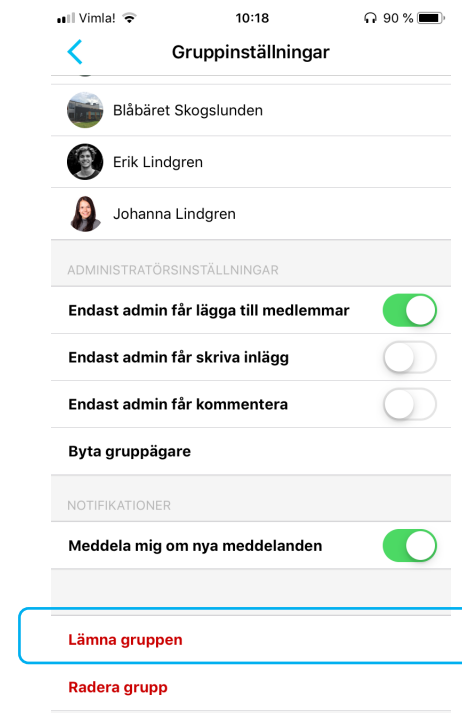 Vimla! 10:18 90 %
Gruppinställningar
Blåbäret Skogslunden
Erik Lindgren
Johanna Lindgren
ADMINISTRATÖRSINSTÄLLNINGAR
Endast admin får lägga till medlemmar
Endast admin får skriva inlägg
Endast admin får kommentera
Byta gruppägare
NOTIFIKATIONER
Meddela mig om nya meddelanden
Lämna gruppen
Radera grupp